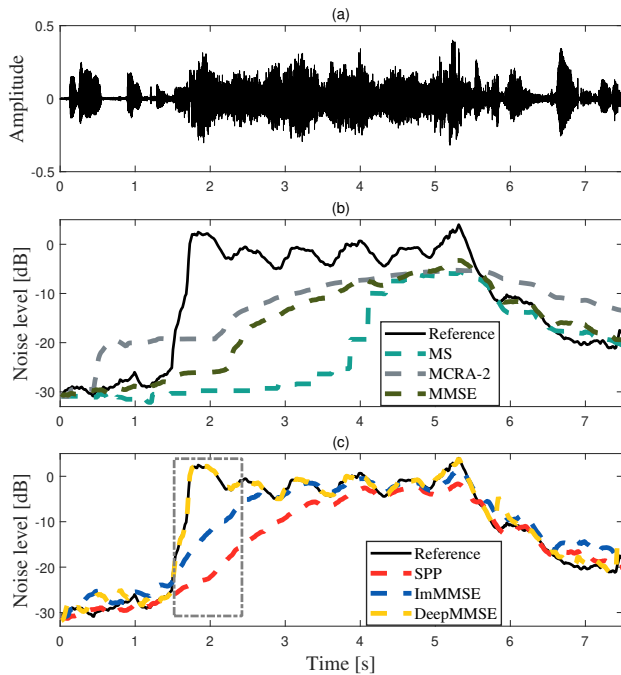 (a)
0.5
0
-0.5
Amplitude
0 1 2 3 4 5 6 7
(b)
0
-10
-20
-30
Noise level [dB]
Reference
MS
MCRA-2
MMSE
0 1 2 3 4 5 6 7
(c)
0
-10
-20
-30
Noise level [dB]
Reference
SPP
ImMMSE
DeepMMSE
0 1 2 3 4 5 6 7
Time [s]